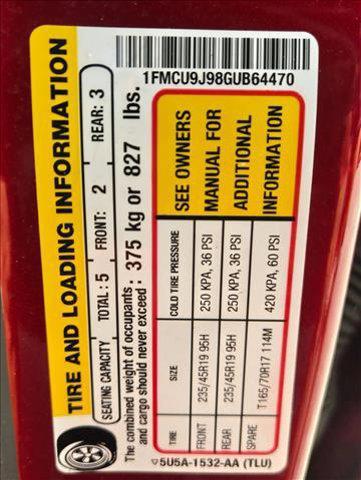 1FMCU9J98GUB64470
TIRE AND LOADING INFORMATION
SEATING CAPACITY TOTAL : 5 FRONT: 2 REAR: 3
The combined weight of occupants
and cargo should never exceed : 375 kg or 827 lbs.
TIRE SIZE COLD TIRE PRESSURE
FRONT 235/45R19 95H 250 KPA, 36 PSI
REAR 235/45R19 95H 250 KPA, 36 PSI
SPARE T165/70R17 114M 420 KPA, 60 PSI
SEE OWNERS
MANUAL FOR
ADDITIONAL
INFORMATION
5U5A-1532-AA (TLU)